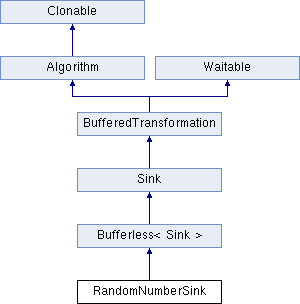 Clonable
Algorithm
Waitable
BufferedTransformation
Sink
Bufferless< Sink >
RandomNumberSink